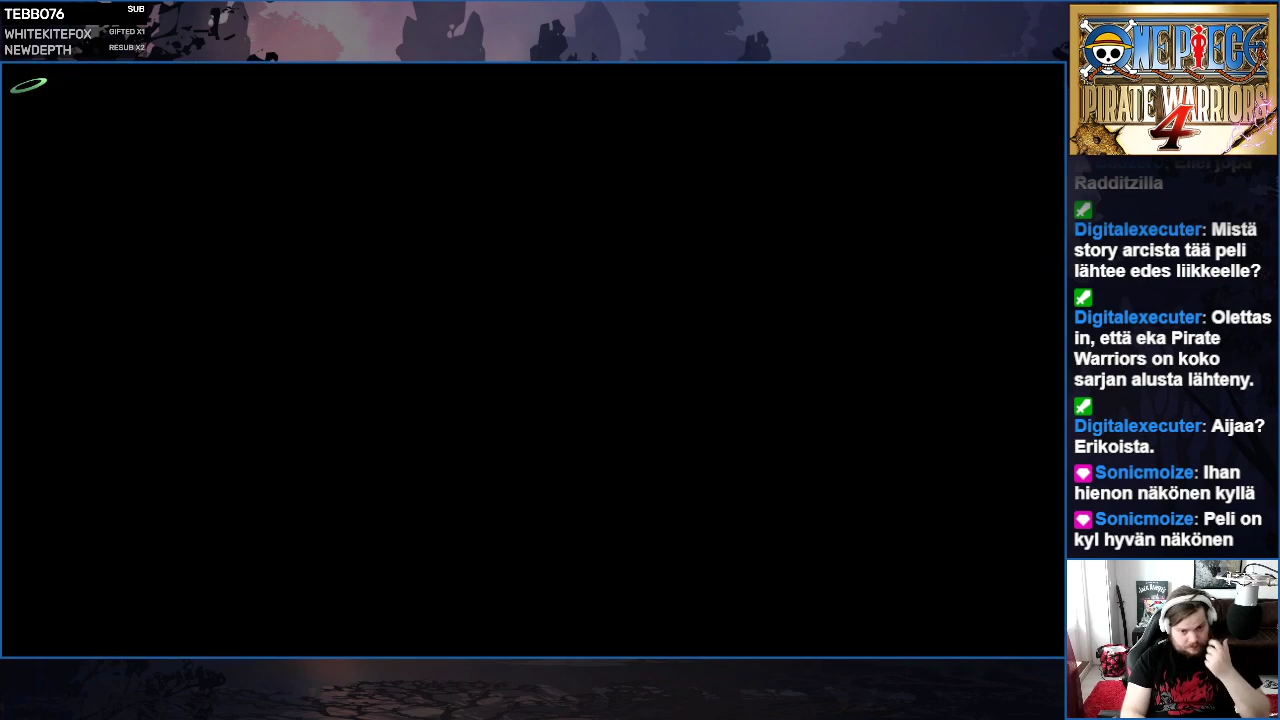 TEBBO76 SUB
WHITEKITEFOX GIFTED X1
NEWDEPTH RESUB X2
ONE PIECE
PIRATE WARRIORS
4
Radditzilla
Digitalexecuter: Mistä
story arcista tää peli
lähtee edes liikkeelle?
Digitalexecuter: Olettas
in, että eka Pirate
Warriors on koko
sarjan alusta lähteny.
Digitalexecuter: Aijaa?
Erikoista.
Sonicmoize: Ihan
hienon näkönen kyllä
Sonicmoize: Peli on
kyl hyvän näkönen